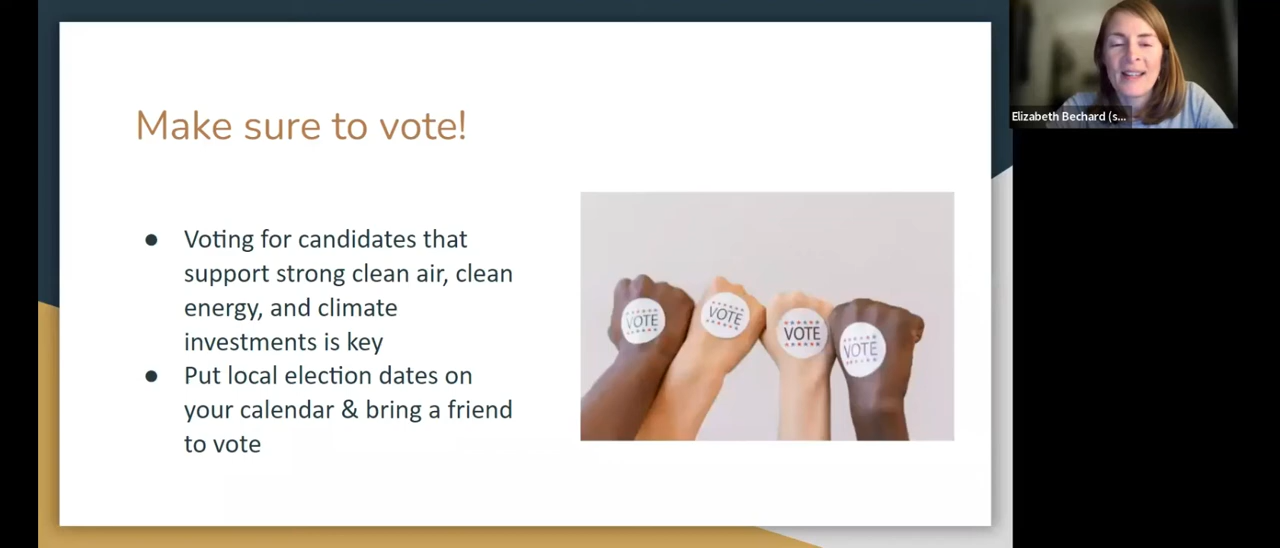 Make sure to vote!
● Voting for candidates that
support strong clean air, clean
energy, and climate
investments is key
● Put local election dates on
your calendar & bring a friend
to vote
VOTE
VOTE
VOTE
VOTE
Elizabeth Bechard (s...